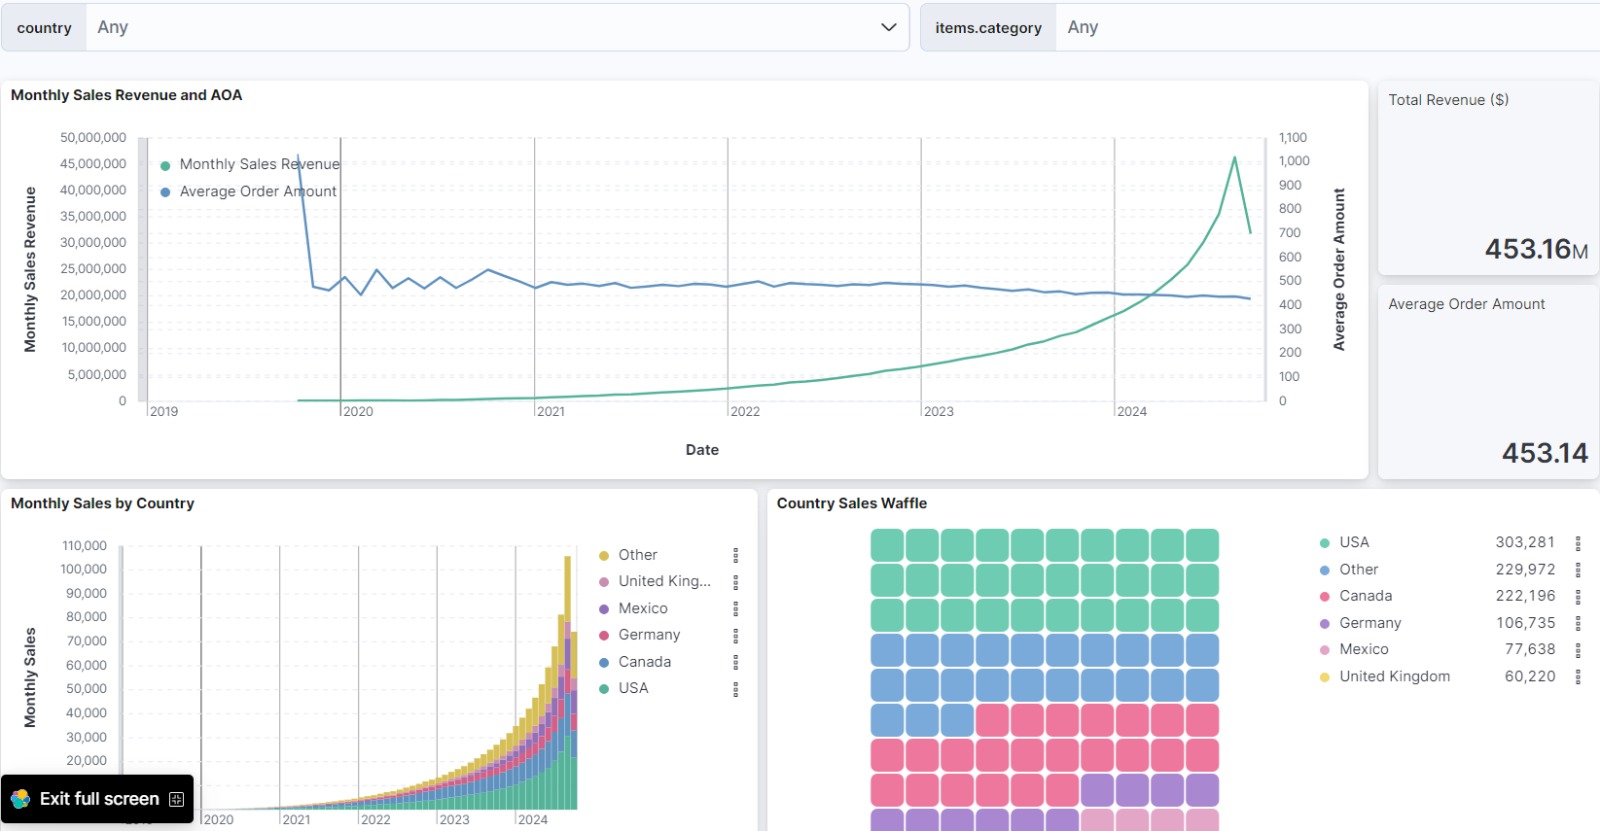 country Any
items.category Any
Monthly Sales Revenue and AOA
50,000,000
45,000,000
40,000,000
35,000,000
30,000,000
25,000,000
20,000,000
15,000,000
10,000,000
5,000,000
0
Monthly Sales Revenue
Monthly Sales Revenue
Average Order Amount
1,100
1,000
900
800
700
600
500
400
300
200
100
0
Average Order Amount
2019 2020 2021 2022 2023 2024
Date
Total Revenue ($)
453.16M
Average Order Amount
453.14
Monthly Sales by Country
110,000
100,000
90,000
80,000
70,000
60,000
50,000
40,000
30,000
20,000
Monthly Sales
2020 2021 2022 2023 2024
Other
United King...
Mexico
Germany
Canada
USA
Exit full screen
Country Sales Waffle
USA 303,281
Other 229,972
Canada 222,196
Germany 106,735
Mexico 77,638
United Kingdom 60,220